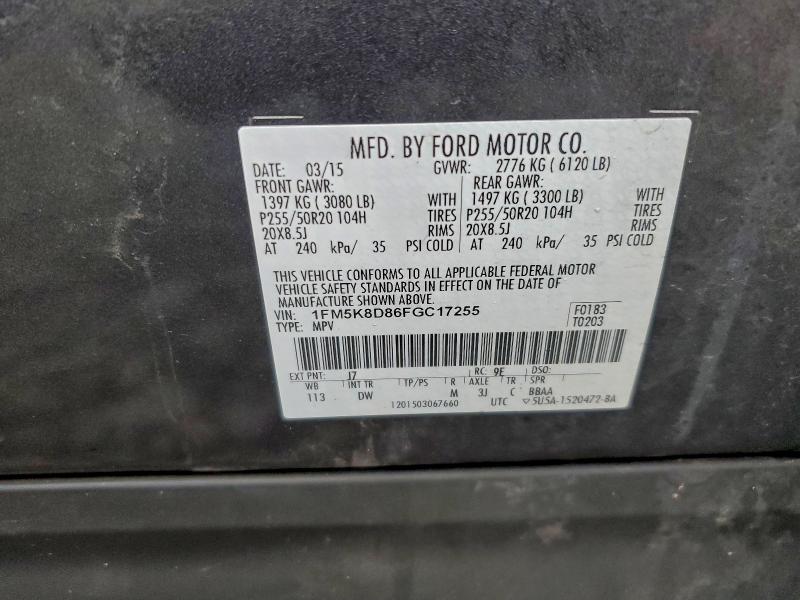 MFD. BY FORD MOTOR CO.
DATE: 03/15 GVWR: 2776 KG ( 6120 LB)
FRONT GAWR: REAR GAWR:
1397 KG ( 3080 LB) WITH 1497 KG ( 3300 LB) WITH
P255/50R20 104H TIRES P255/50R20 104H TIRES
20X8.5J RIMS 20X8.5J RIMS
AT 240 kPa/ 35 PSI COLD AT 240 kPa/ 35 PSI COLD
THIS VEHICLE CONFORMS TO ALL APPLICABLE FEDERAL MOTOR
VEHICLE SAFETY STANDARDS IN EFFECT ON THE DATE OF
MANUFACTURE SHOWN ABOVE.
VIN: 1FM5K8D86FGC17255 F0183
TYPE: MPV T0203
EXT PNT: J7 RC: 9E DSO:
WB INT TR TP/PS R AXLE TR SPR
113 DW M 3J C BBAA
1201503067660 UTC ▽5U5A-1520472-BA